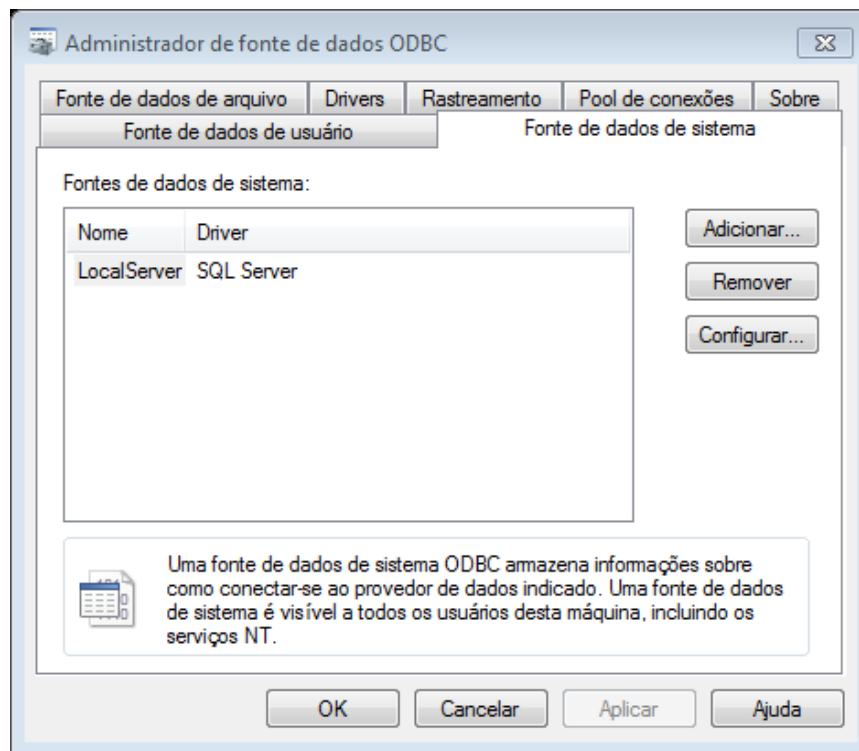 Administrador de fonte de dados ODBC
Fonte de dados de arquivo Drivers Rastreamento Pool de conexões Sobre
Fonte de dados de usuário Fonte de dados de sistema
Fontes de dados de sistema:
Nome Driver
LocalServer SQL Server
Adicionar...
Remover
Configurar...
Uma fonte de dados de sistema ODBC armazena informações sobre
como conectar-se ao provedor de dados indicado. Uma fonte de dados
de sistema é visível a todos os usuários desta máquina, incluindo os
serviços NT.
OK Cancelar Aplicar Ajuda